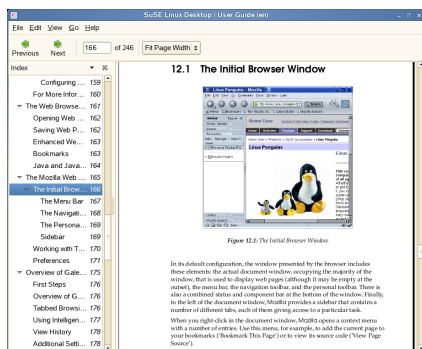 SuSE Linux Desktop / User Guide (en)
File Edit View Go Help
Previous Next 166 of 246 Fit Page Width
Index
Configuring ... 159
For More Infor... 160
The Web Browse... 161
Opening Web ... 162
Saving Web P... 162
Enhanced We... 163
Bookmarks 163
Java and Java... 164
The Mozilla Web ... 165
The Initial Brow... 166
The Menu Bar 167
The Navigati... 168
The Persona... 169
Sidebar 169
Working with T... 170
Preferences 171
Overview of Gale... 175
First Steps 176
Overview of G... 176
Tabbed Browsi... 176
Using Intelligen... 177
View History 178
Additional Setti... 178
12.1 The Initial Browser Window
Linux Penguins - Mozilla
Home User
Linux Penguins
Figure 12.1: The Initial Browser Window
In its default configuration, the window presented by the browser includes
these elements: the actual document window, occupying the majority of the
window, that is used to display web pages (although it may be empty at the
outset), the menu bar, the navigation toolbar, and the personal toolbar. There is
also a combined status and component bar at the bottom of the window. Finally,
to the left of the document window, Mozilla provides a sidebar that contains a
number of different tabs, each of them giving access to a particular task.
When you right-click in the document window, Mozilla opens a context menu
with a number of entries. Use this menu, for example, to add the current page to
your bookmarks ('Bookmark This Page') or to view its source code ('View Page
Source').